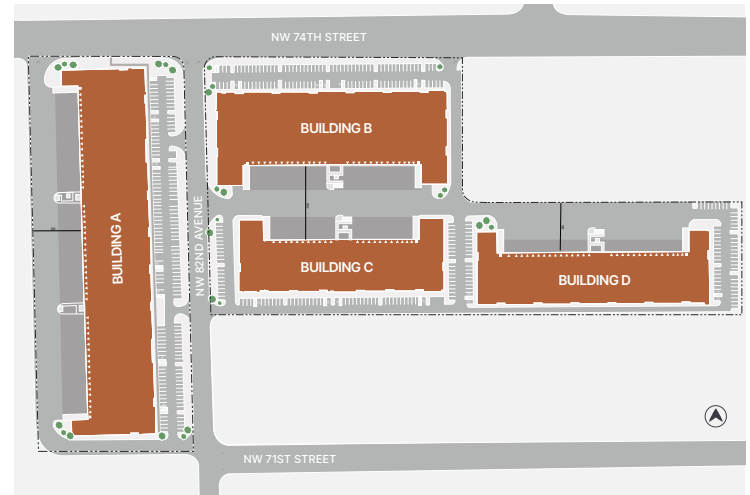 NW 74TH STREET
BUILDING B
NW 82ND AVENUE
BUILDING A
BUILDING C
BUILDING D
NW 71ST STREET